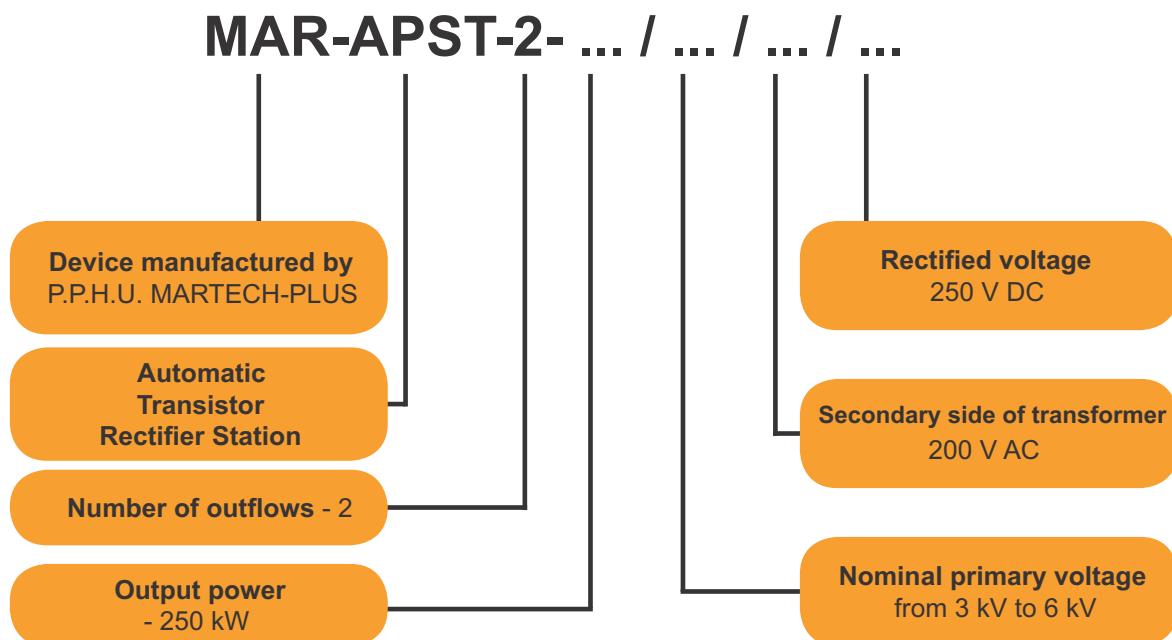 MAR-APST-2- ... / ... / ... / ...
Device manufactured by
P.P.H.U. MARTECH-PLUS
Automatic
Transistor
Rectifier Station
Number of outflows - 2
Output power
- 250 kW
Rectified voltage
250 V DC
Secondary side of transformer
200 V AC
Nominal primary voltage
from 3 kV to 6 kV